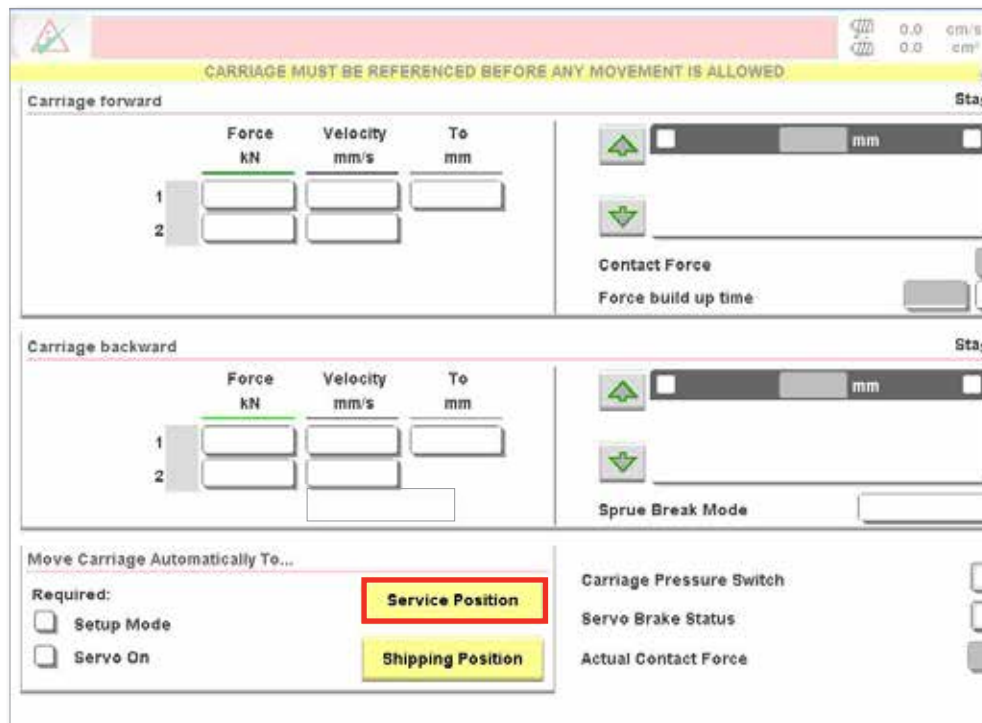 0.0 cm/s
0.0 cm³
CARRIAGE MUST BE REFERENCED BEFORE ANY MOVEMENT IS ALLOWED
Carriage forward
Force Velocity To
kN mm/s mm
1
2
mm
Contact Force
Force build up time
Carriage backward
Force Velocity To
kN mm/s mm
1
2
mm
Sprue Break Mode
Move Carriage Automatically To...
Required:
Setup Mode
Servo On
Service Position
Shipping Position
Carriage Pressure Switch
Servo Brake Status
Actual Contact Force